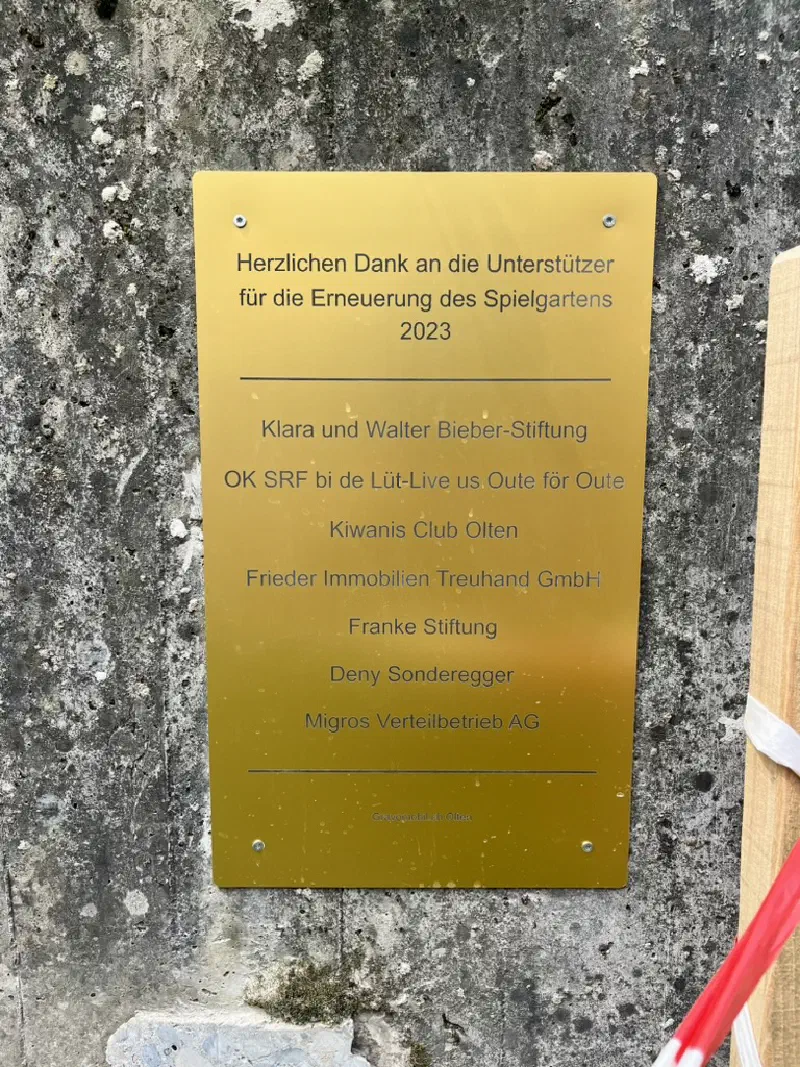 Herzlichen Dank an die Unterstützer
für die Erneuerung des Spielgartens
2023
Klara und Walter Bieber-Stiftung
OK SRF bi de Lüt-Live us Oute för Oute
Kiwanis Club Olten
Frieder Immobilien Treuhand GmbH
Franke Stiftung
Deny Sonderegger
Migros Verteilbetrieb AG
Olten